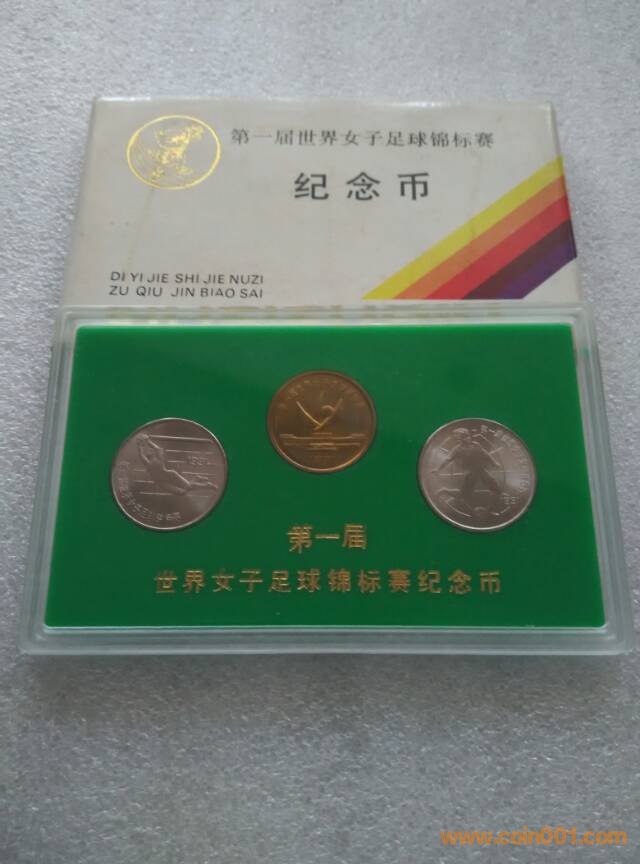 第一届世界女子足球锦标赛
纪念币
DI YI JIE SHI JIE NUZI
ZU QIU JIN BIAO SAI
1991
第一届
世界女子足球锦标赛纪念币
www.coin001.com